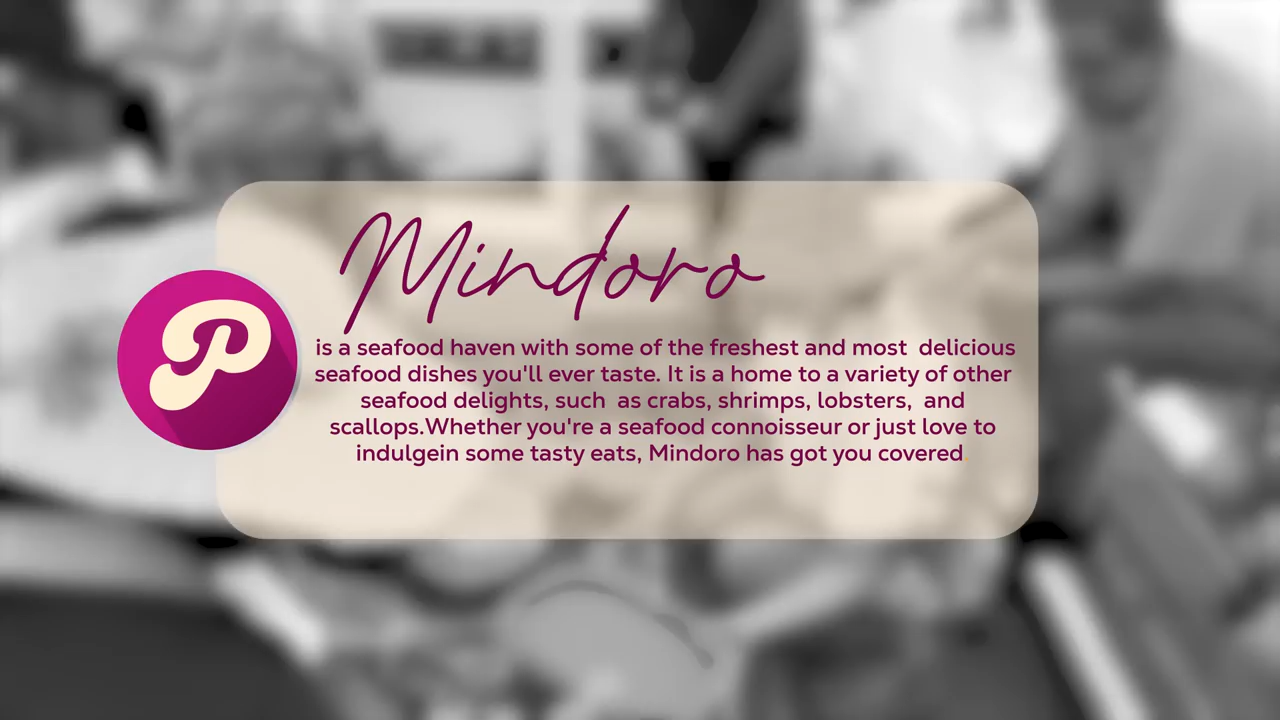 Mindoro
P
is a seafood haven with some of the freshest and most  delicious
seafood dishes you'll ever taste. It is a home to a variety of other
seafood delights, such  as crabs, shrimps, lobsters,  and
scallops.Whether you're a seafood connoisseur or just love to
indulgein some tasty eats, Mindoro has got you covered.